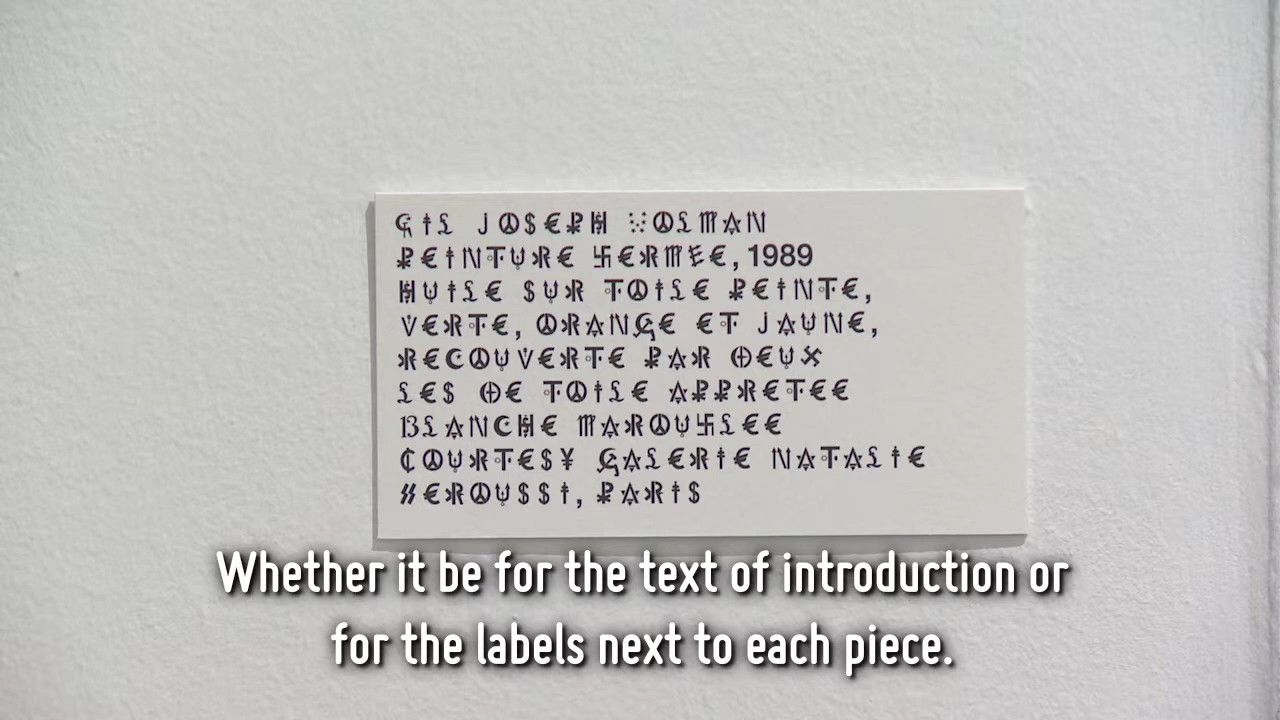 GIL JOSEPH WOLMAN
PEINTURE FERMEE, 1989
HUILE SUR TOILE PEINTE,
VERTE, ORANGE ET JAUNE,
RECOUVERTE PAR DEUX
LES DE TOILE APPRETEE
BLANCHE MAROUFLEE
COURTESY GALERIE NATALIE
SEROUSSI, PARIS
Whether it be for the text of introduction or
for the labels next to each piece.